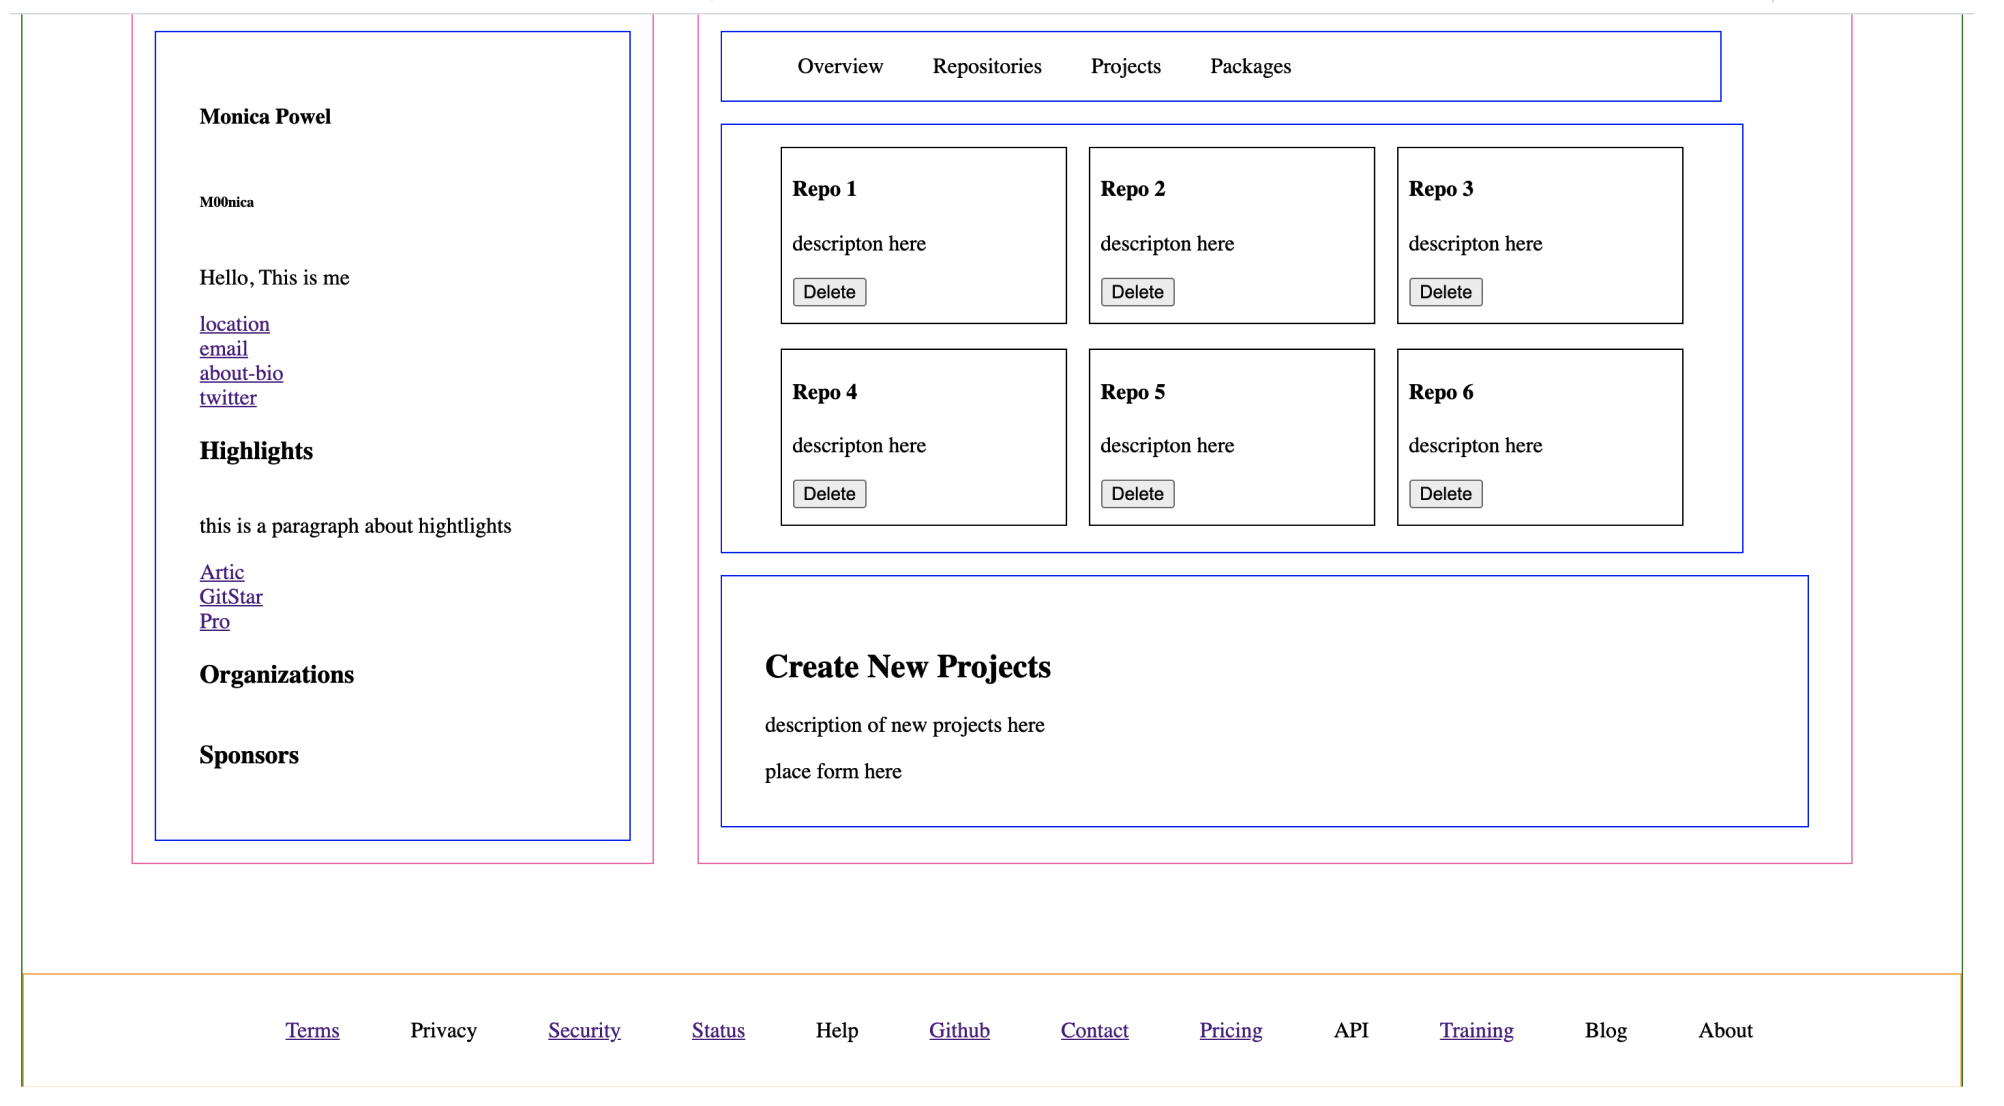 Monica Powel
M00nica
Hello, This is me
location
email
about-bio
twitter
Highlights
this is a paragraph about hightlights
Artic
GitStar
Pro
Organizations
Sponsors
Overview Repositories Projects Packages
Repo 1
descripton here
Delete
Repo 2
descripton here
Delete
Repo 3
descripton here
Delete
Repo 4
descripton here
Delete
Repo 5
descripton here
Delete
Repo 6
descripton here
Delete
Create New Projects
description of new projects here
place form here
Terms Privacy Security Status Help Github Contact Pricing API Training Blog About